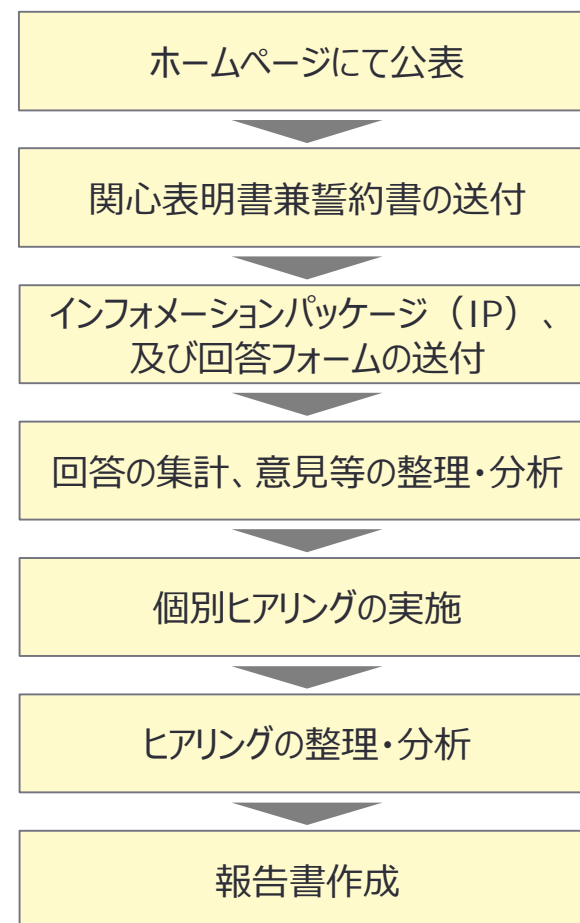 ホームページにて公表
関心表明書兼誓約書の送付
インフォメーションパッケージ（IP）、
及び回答フォームの送付
回答の集計、意見等の整理・分析
個別ヒアリングの実施
ヒアリングの整理・分析
報告書作成